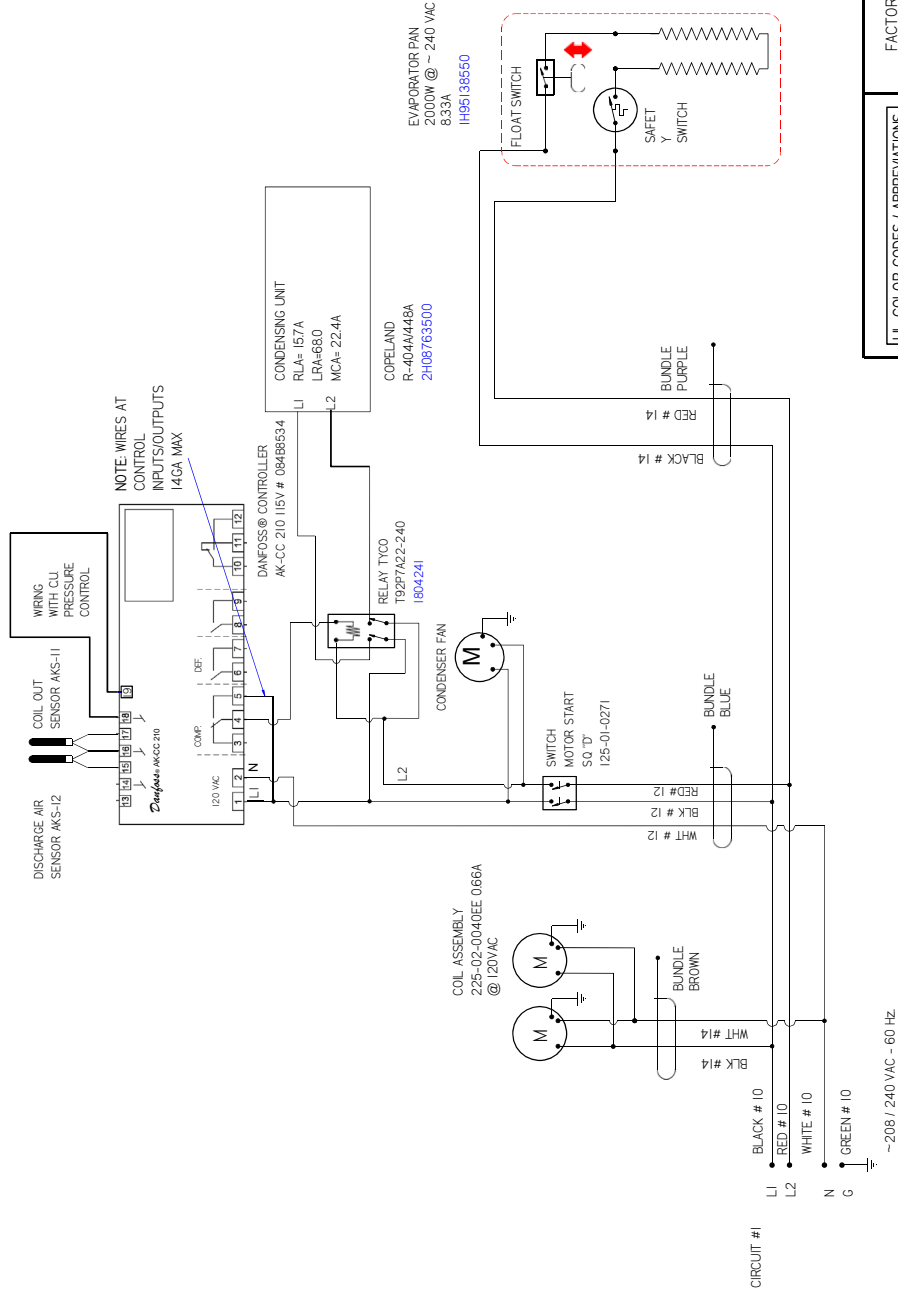 EVAPORATOR PAN
2000W @ ~ 240 VAC
8.33A
IH95138550
FLOAT SWITCH
SAFET
Y
SWITCH
CONDENSING UNIT
RLA= 15.7A
LRA=68.0
MCA= 22.4A
L1
L2
COPELAND
R-404A/448A
2H08763500
NOTE: WIRES AT
CONTROL
INPUTS/OUTPUTS
14GA MAX
WIRING
WITH C.U.
PRESSURE
CONTROL
COIL OUT
SENSOR AKS-11
DISCHARGE AIR
SENSOR AKS-12
13 14 15 16 17 18 19
Danfoss® AK-CC 210
120 VAC
COMP.
DEF.
1 2 3 4 5 6 7 8 9 10 11 12
L1 N
DANFOSS® CONTROLLER
AK-CC 210 115V # 084B8534
RELAY TYCO
T92P7A22-240
1804241
CONDENSER FAN
M
L2
SWITCH
MOTOR START
SQ "D"
125-01-0271
BUNDLE
PURPLE
RED # 14
BLACK # 14
BUNDLE
BLUE
RED# 12
BLK # 12
WHT # 12
COIL ASSEMBLY
225-02-0040EE 0.66A
@ 120VAC
M
M
BUNDLE
BROWN
WHT #14
BLK #14
CIRCUIT #1
L1 BLACK # 10
L2 RED # 10
N WHITE # 10
G GREEN # 10
~208 / 240 VAC - 60 Hz.
FACTOR
UL COLOR CODES / ABBREVIATIONS